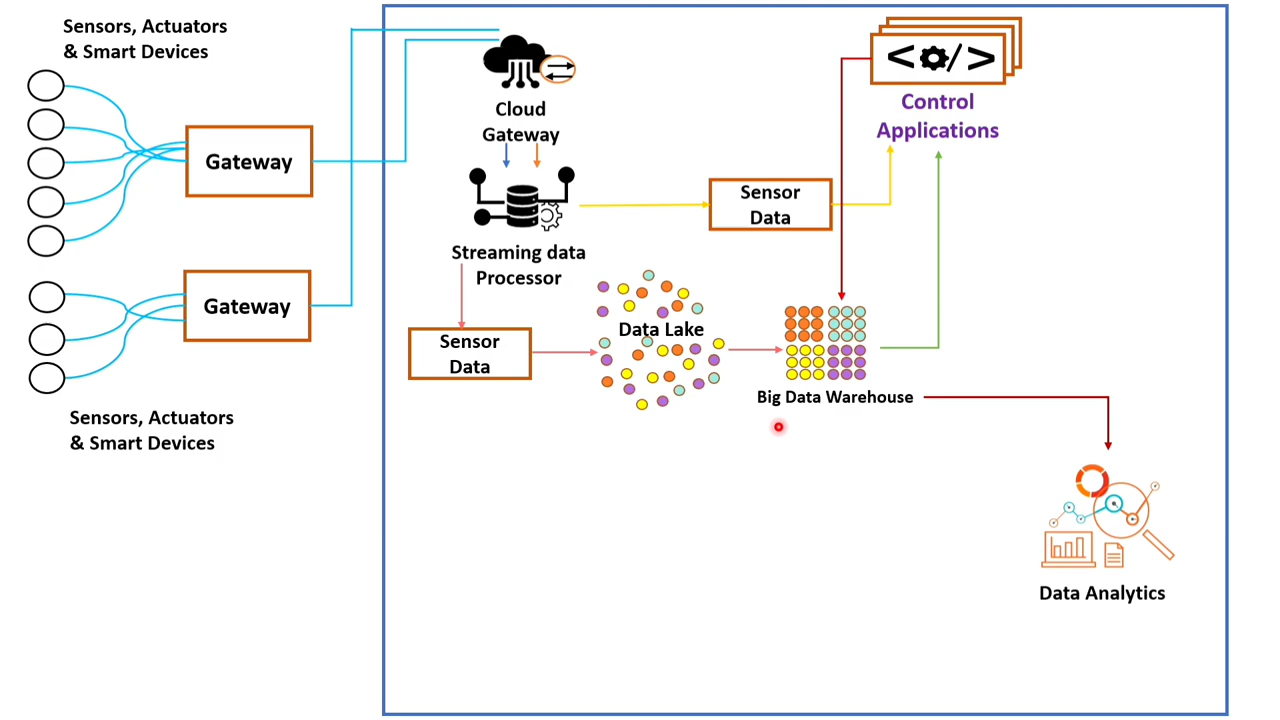 Sensors, Actuators
& Smart Devices
Gateway
Gateway
Sensors, Actuators
& Smart Devices
Cloud
Gateway
Streaming data
Processor
Sensor
Data
Sensor
Data
Data Lake
Big Data Warehouse
< / >
Control
Applications
Data Analytics